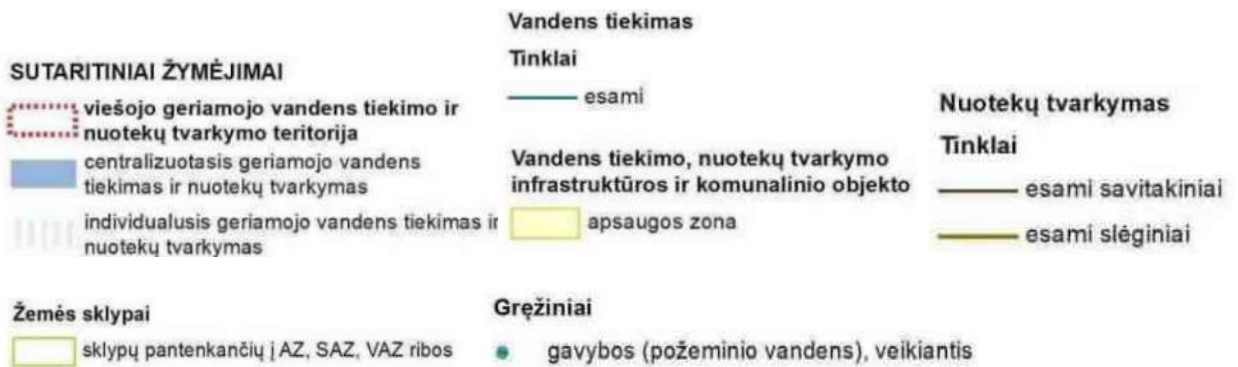 SUTARITINIAI ŽYMĖJIMAI
viešojo geriamojo vandens tiekimo ir
nuotekų tvarkymo teritorija
centralizuotasis geriamojo vandens
tiekimas ir nuotekų tvarkymas
individualusis geriamojo vandens tiekimas ir
nuotekų tvarkymas
Vandens tiekimas
Tinklai
esami
Vandens tiekimo, nuotekų tvarkymo
infrastruktūros ir komunalinio objekto
apsaugos zona
Nuotekų tvarkymas
Tinklai
esami savitakiniai
esami slėginiai
Žemės sklypai
sklypų pantenkančių į AZ, SAZ, VAZ ribos
Gręžiniai
gavybos (požeminio vandens), veikiantis